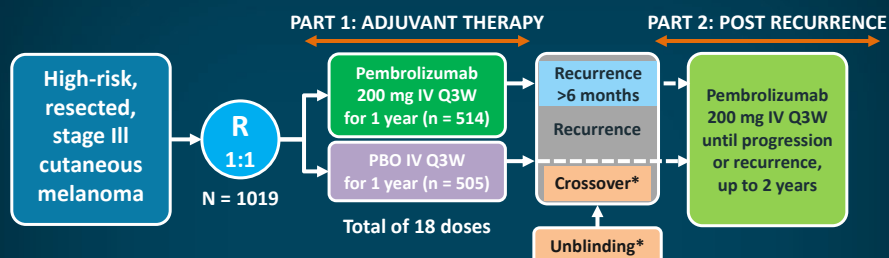 PART 1: ADJUVANT THERAPY
PART 2: POST RECURRENCE
High-risk,
resected,
stage III
cutaneous
melanoma
R
1:1
N = 1019
Pembrolizumab
200 mg IV Q3W
for 1 year (n = 514)
PBO IV Q3W
for 1 year (n = 505)
Total of 18 doses
Recurrence
>6 months
Recurrence
Crossover*
Unblinding*
Pembrolizumab
200 mg IV Q3W
until progression
or recurrence,
up to 2 years